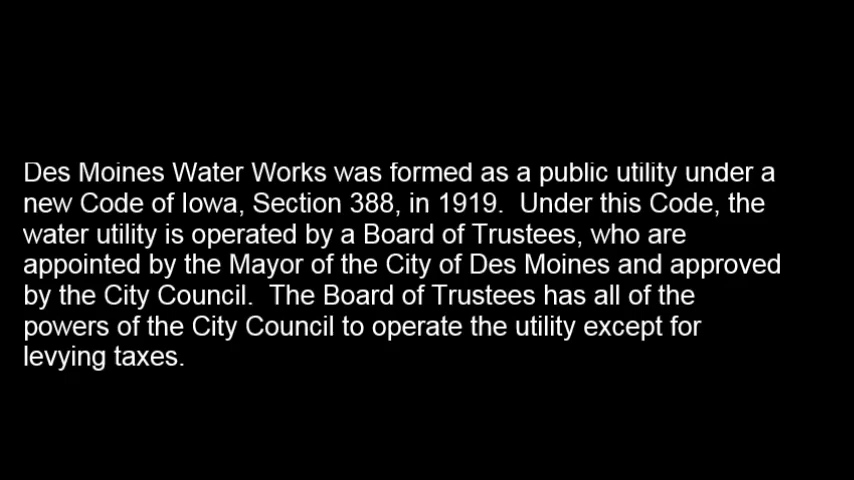 Des Moines Water Works was formed as a public utility under a
new Code of Iowa, Section 388, in 1919.  Under this Code, the
water utility is operated by a Board of Trustees, who are
appointed by the Mayor of the City of Des Moines and approved
by the City Council.  The Board of Trustees has all of the
powers of the City Council to operate the utility except for
levying taxes.